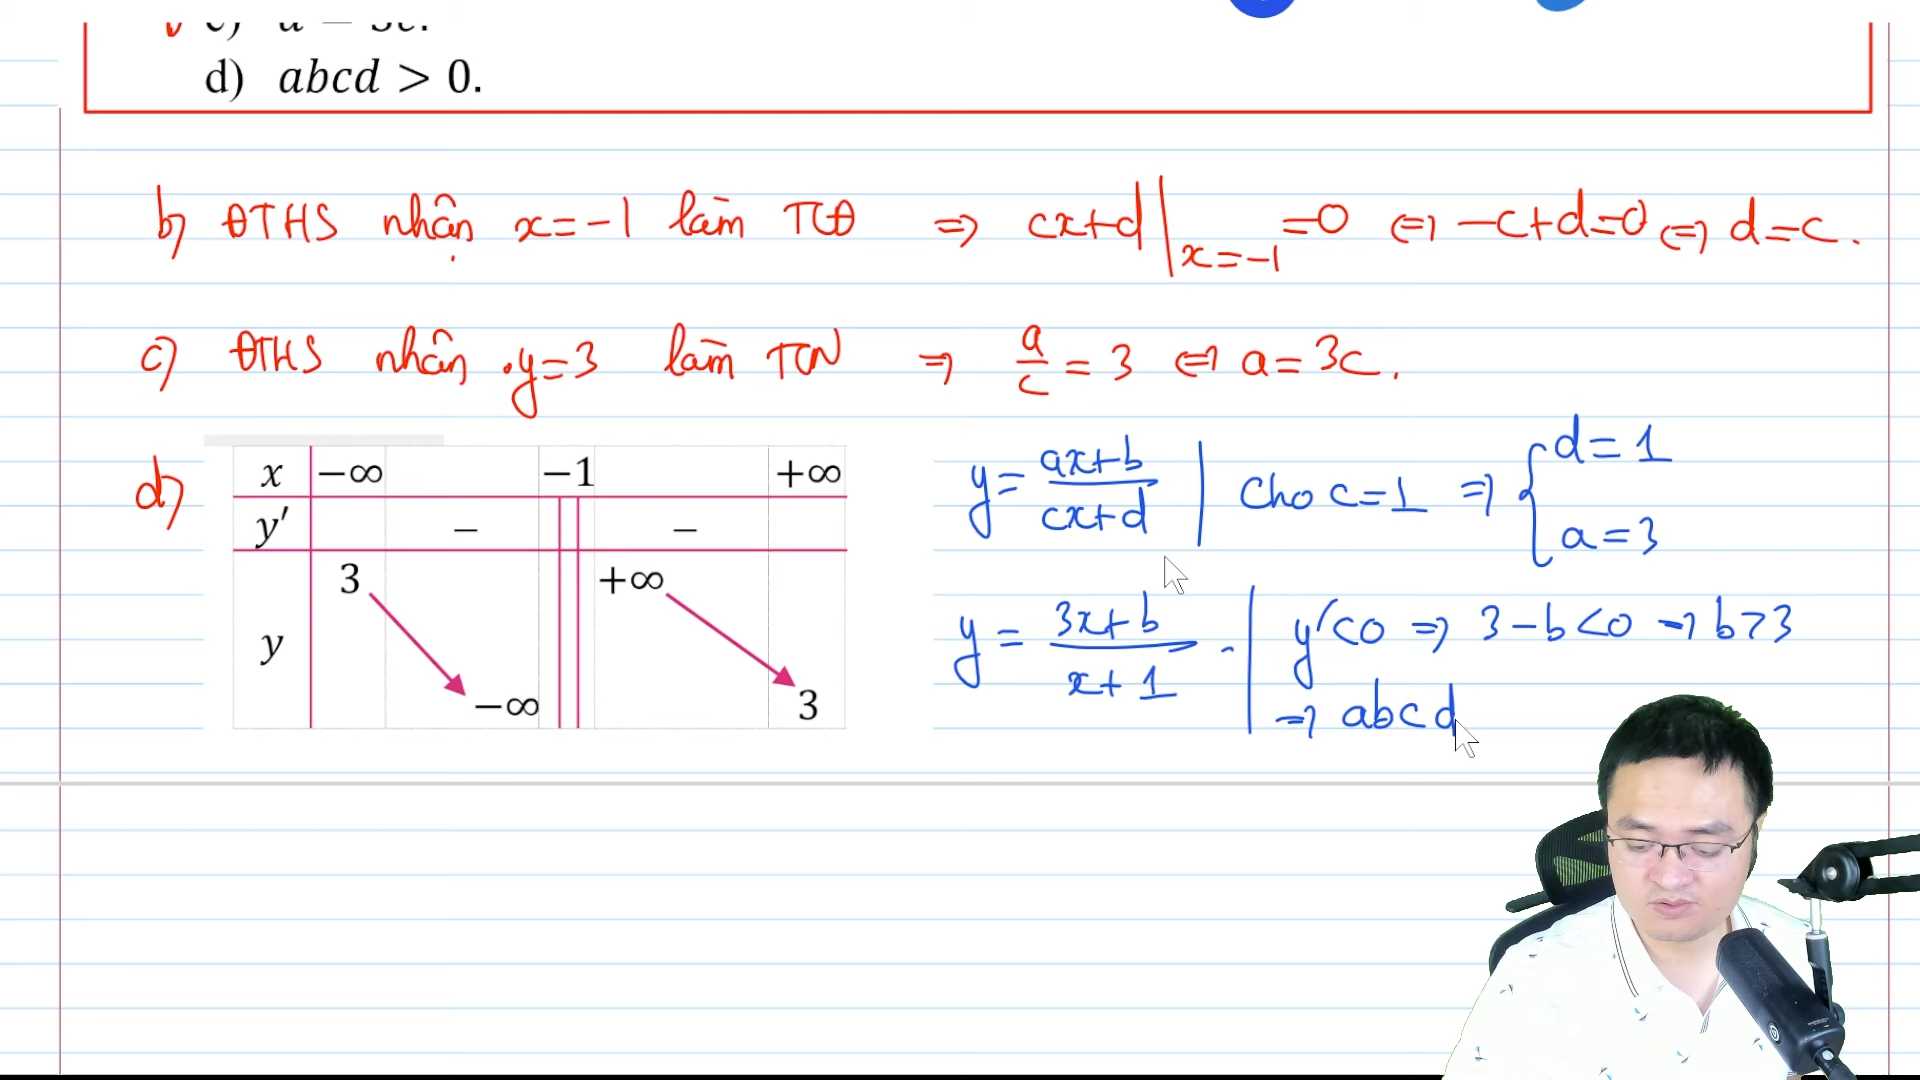 d) abcd > 0.
b) ĐTHS nhận x = -1 làm TCĐ ⇒ cx+d |x=-1 = 0 ⇔ -c+d=0 ⇔ d=c.
c) ĐTHS nhận y=3 làm TCN ⇒ a/c = 3 ⇔ a = 3c.
d)
x -∞ -1 +∞
y' - -
y 3 -∞ +∞ 3
y = ax+b/cx+d | Cho c=1 ⇒ { d=1 a=3
y = 3x+b/x+1 . | y'<0 ⇒ 3-b<0 → b>3
⇒ abcd